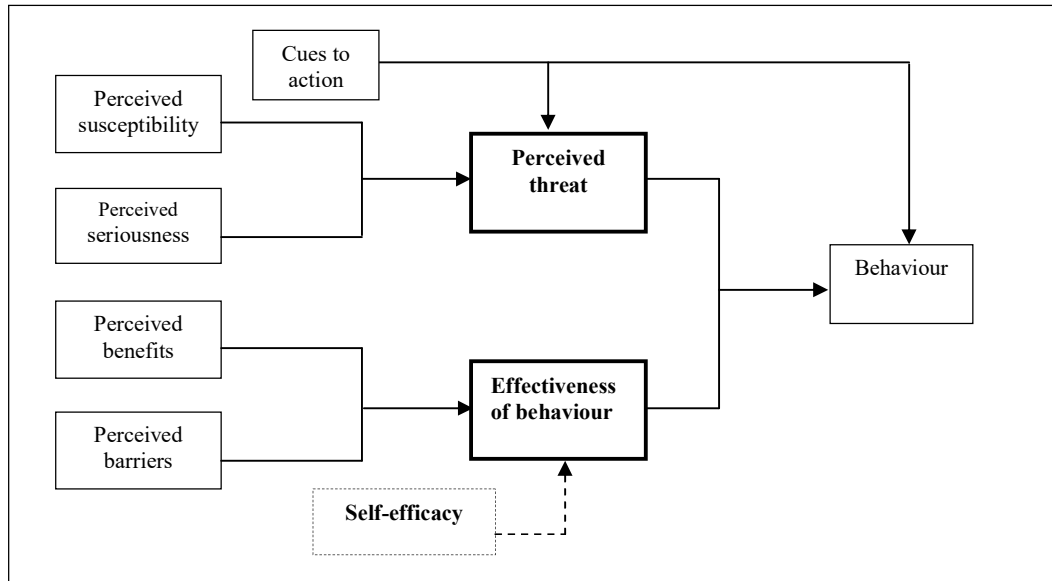 Cues to
action
Perceived
susceptibility
Perceived
threat
Perceived
seriousness
Behaviour
Perceived
benefits
Effectiveness
of behaviour
Perceived
barriers
Self-efficacy